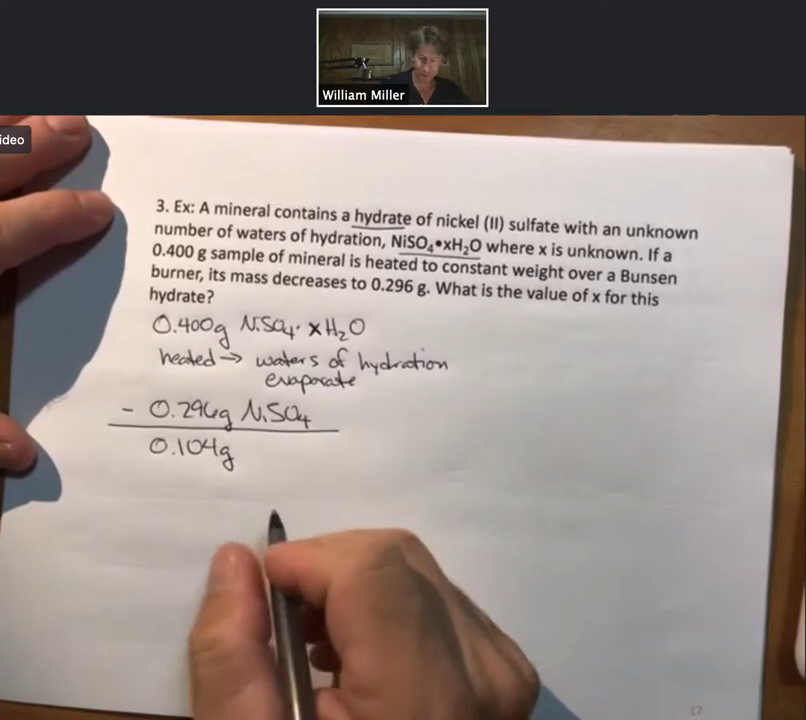 William Miller
ideo
3. Ex: A mineral contains a hydrate of nickel (II) sulfate with an unknown
number of waters of hydration, NiSO₄•xH₂O where x is unknown. If a
0.400 g sample of mineral is heated to constant weight over a Bunsen
burner, its mass decreases to 0.296 g. What is the value of x for this
hydrate?
0.400g NiSO₄· xH₂O
heated → waters of hydration
evaporate
- 0.296g NiSO₄
0.104g
17